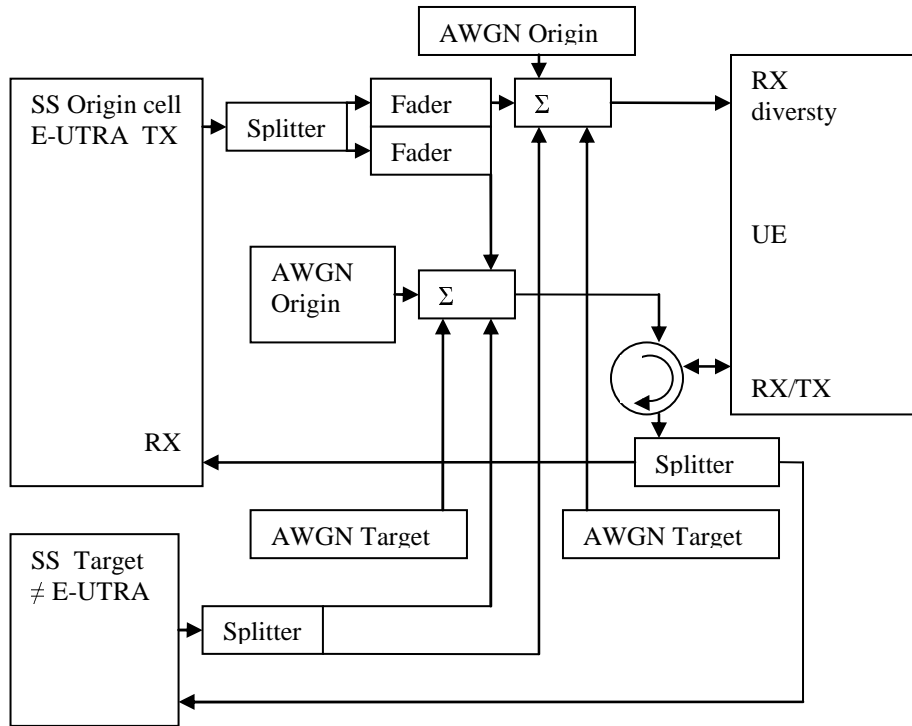 AWGN Origin
SS Origin cell
E-UTRA TX
Splitter
Fader
Fader
Σ
RX
diversty
UE
AWGN
Origin
Σ
RX/TX
RX
Splitter
AWGN Target
AWGN Target
SS Target
≠ E-UTRA
Splitter